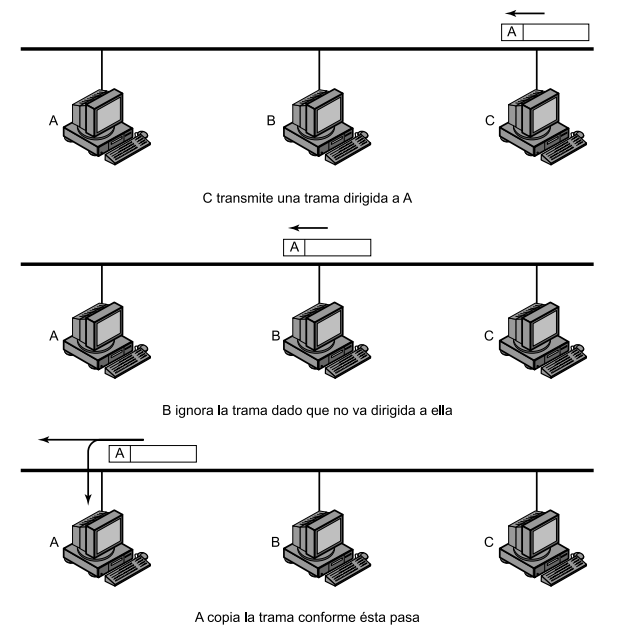 A
A
B
C
C transmite una trama dirigida a A
A
A
B
C
B ignora la trama dado que no va dirigida a ella
A
A
B
C
A copia la trama conforme ésta pasa